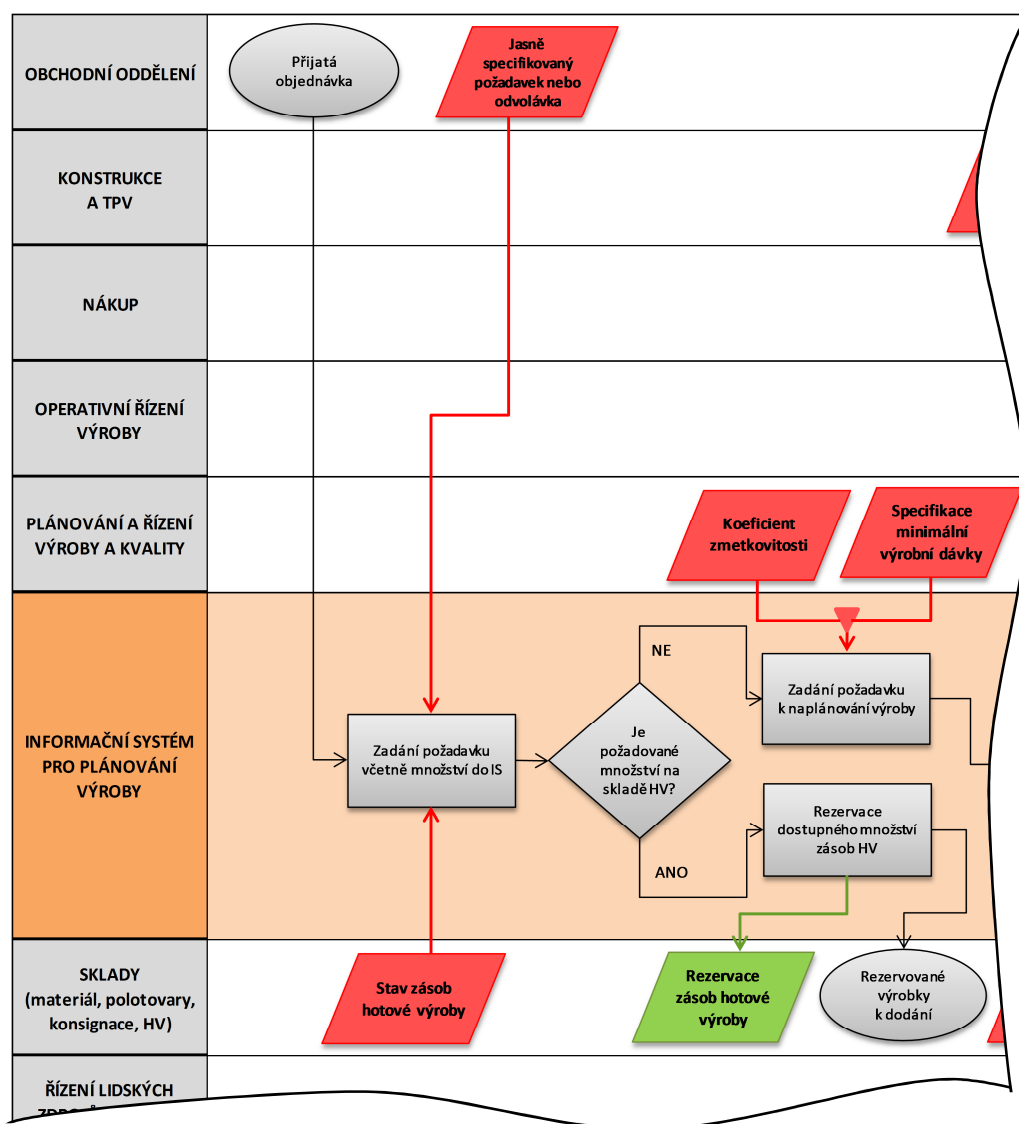 OBCHODNÍ ODDĚLENÍ
Přijatá
objednávka
Jasně
specifikovaný
požadavek nebo
odvolávka
KONSTRUKCE
A TPV
NÁKUP
OPERATIVNÍ ŘÍZENÍ
VÝROBY
PLÁNOVÁNÍ A ŘÍZENÍ
VÝROBY A KVALITY
Koeficient
zmetkovitosti
Specifikace
minimální
výrobní dávky
INFORMAČNÍ SYSTÉM
PRO PLÁNOVÁNÍ
VÝROBY
Zadání požadavku
včetně množství do IS
Je
požadované
množství na
skladě HV?
NE
Zadání požadavku
k naplánování výroby
ANO
Rezervace
dostupného množství
zásob HV
SKLADY
(materiál, polotovary,
konsignace, HV)
Stav zásob
hotové výroby
Rezervace
zásob hotové
výroby
Rezervované
výrobky
k dodání
ŘÍZENÍ LIDSKÝCH